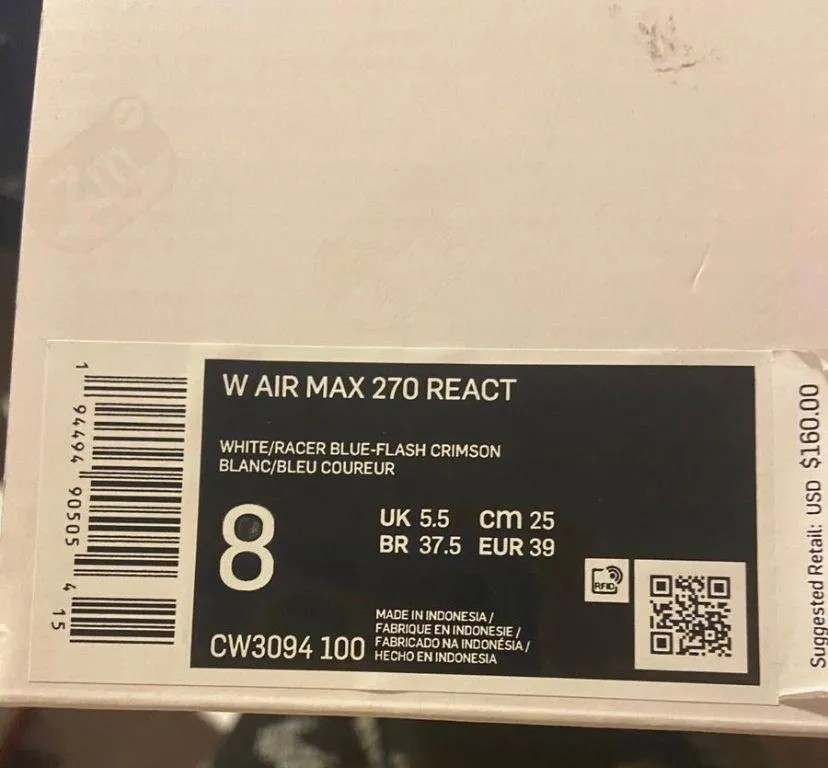 W AIR MAX 270 REACT
WHITE/RACER BLUE-FLASH CRIMSON
BLANC/BLEU COUREUR
8
UK 5.5 cm 25
BR 37.5 EUR 39
RFID
CW3094 100
MADE IN INDONESIA /
FABRIQUE EN INDONESIE /
FABRICADO NA INDONÉSIA /
HECHO EN INDONESIA
1 94494 90505 4 15
Suggested Retail: USD $160.00